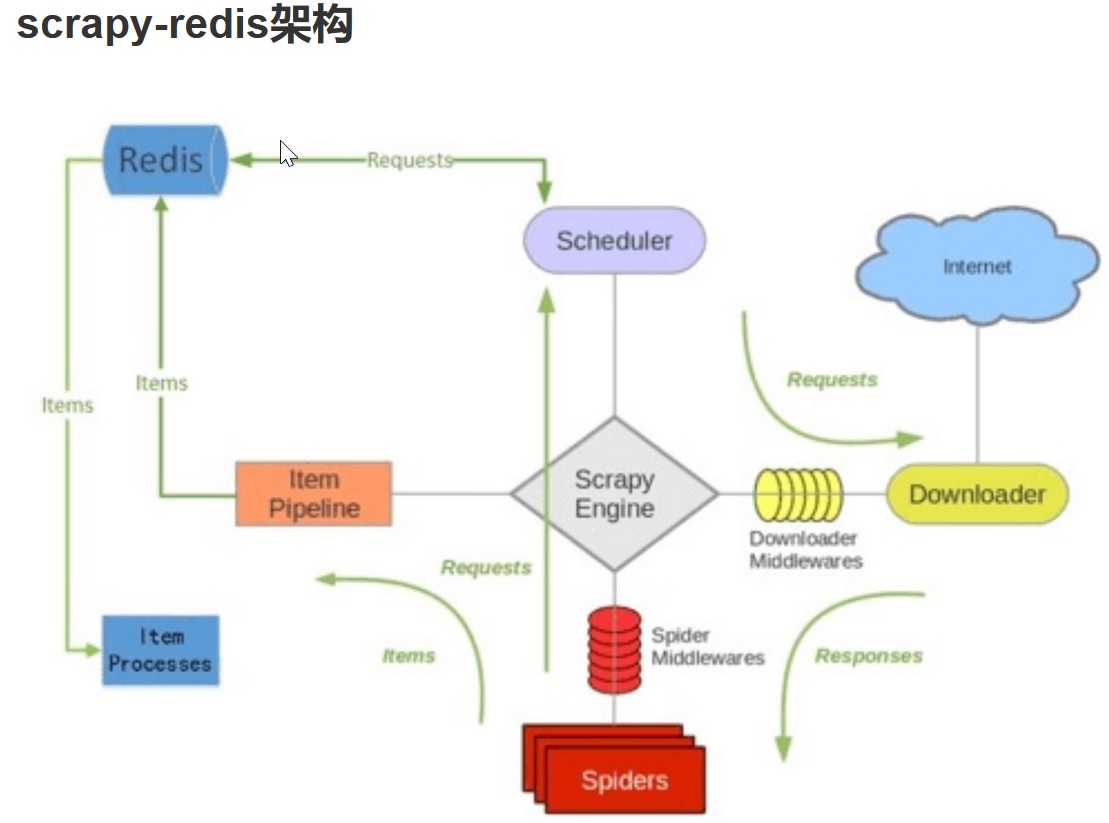 scrapy-redis架构
Redis
Requests
Scheduler
Internet
Requests
Items
Items
Item
Pipeline
Scrapy
Engine
Downloader
Downloader
Middlewares
Requests
Item
Processes
Items
Spider
Middlewares
Responses
Spiders